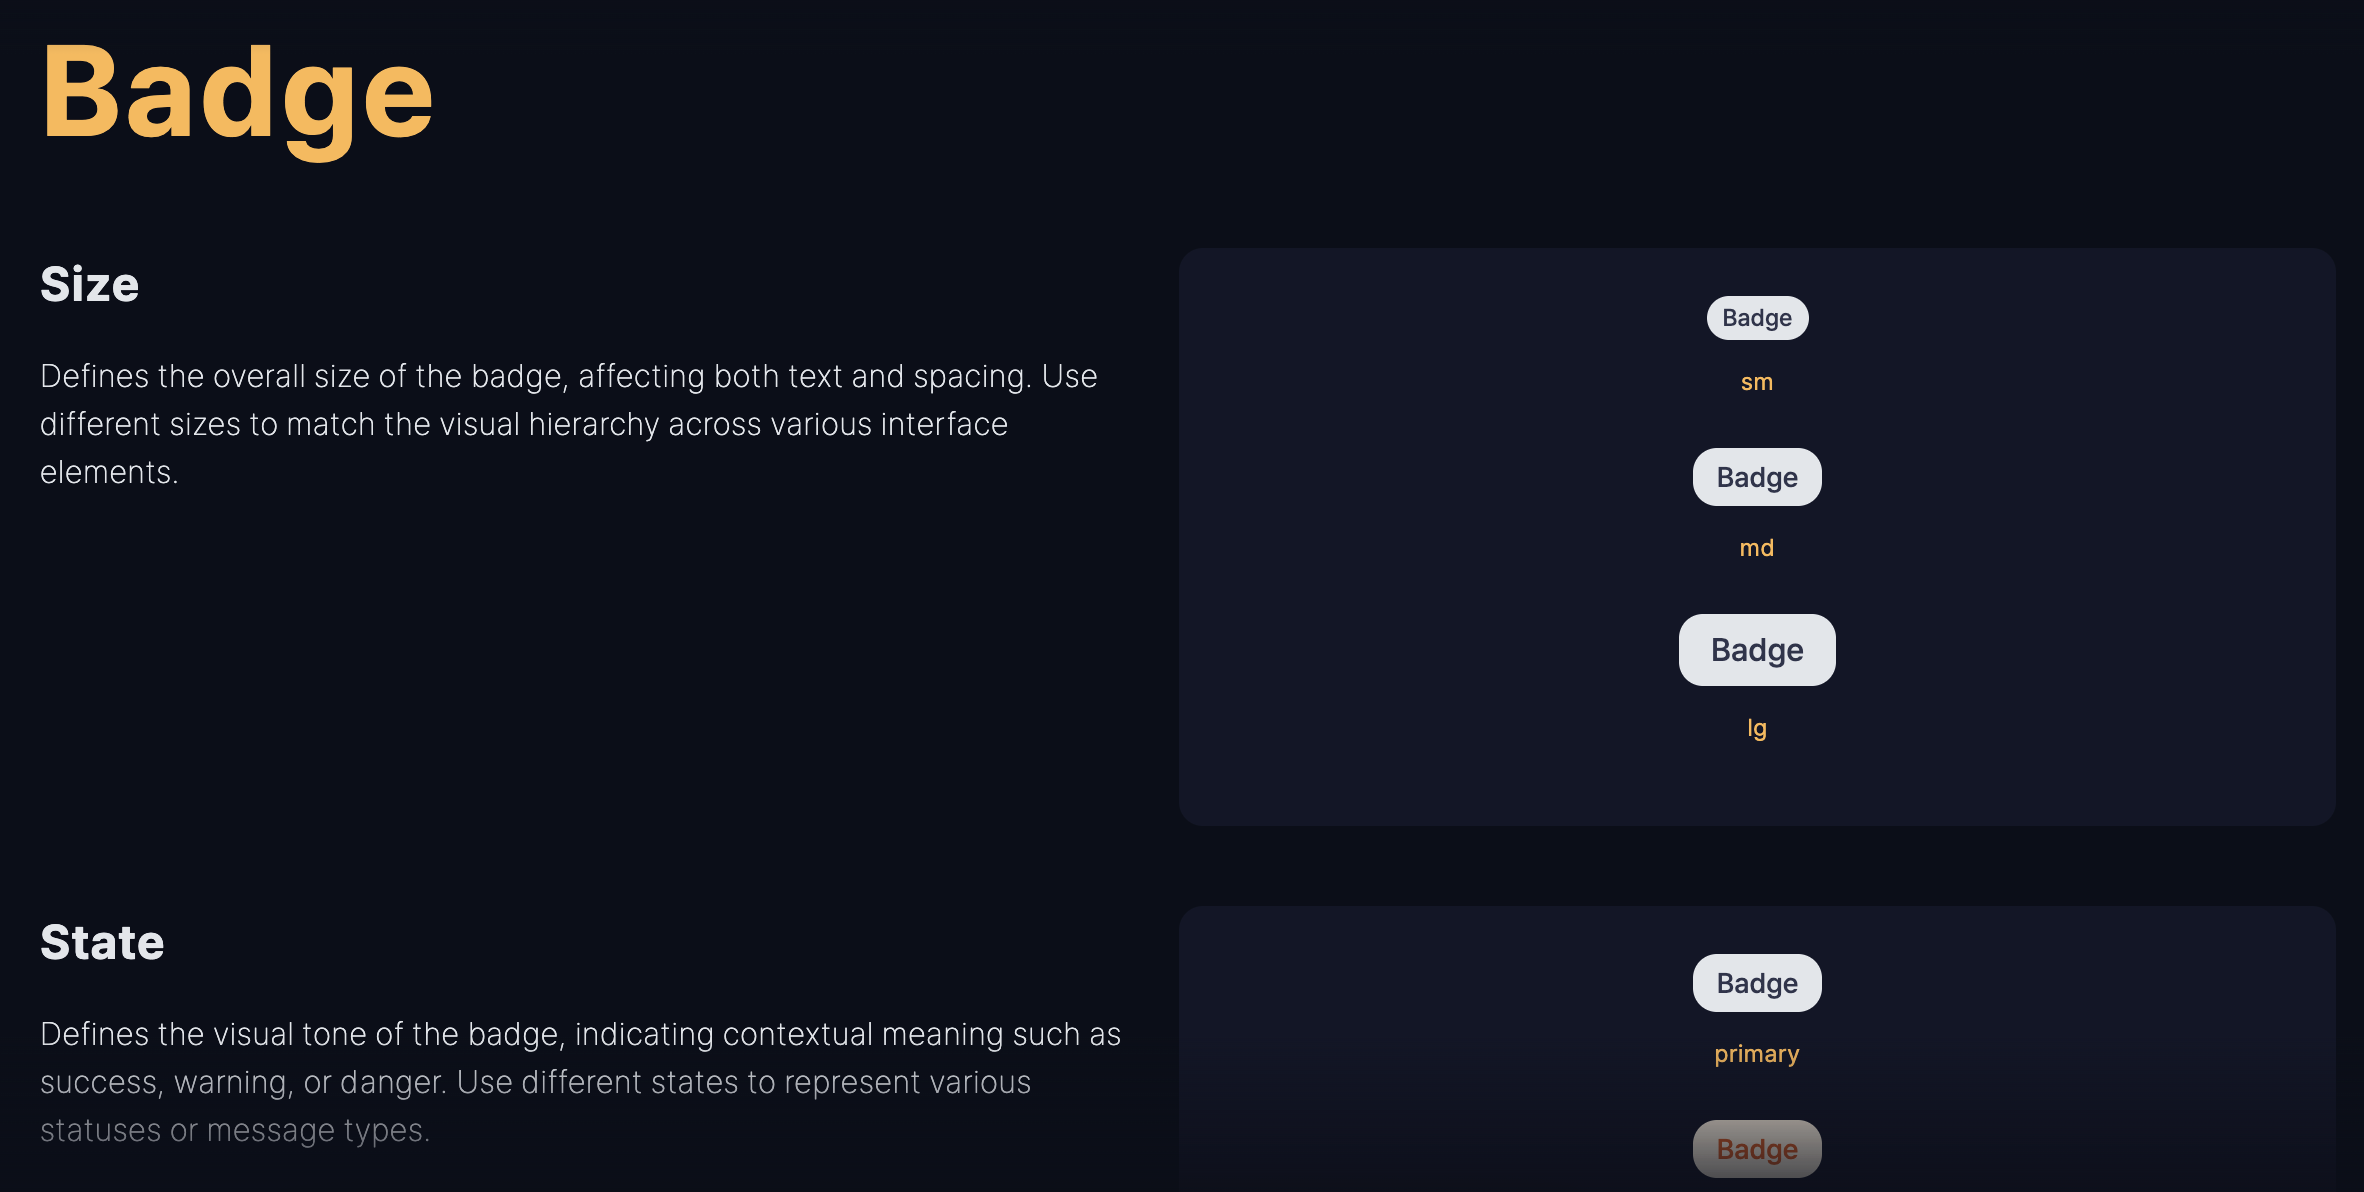 Badge
Size
Defines the overall size of the badge, affecting both text and spacing. Use
different sizes to match the visual hierarchy across various interface
elements.
Badge
sm
Badge
md
Badge
lg
State
Defines the visual tone of the badge, indicating contextual meaning such as
success, warning, or danger. Use different states to represent various
statuses or message types.
Badge
primary
Badge